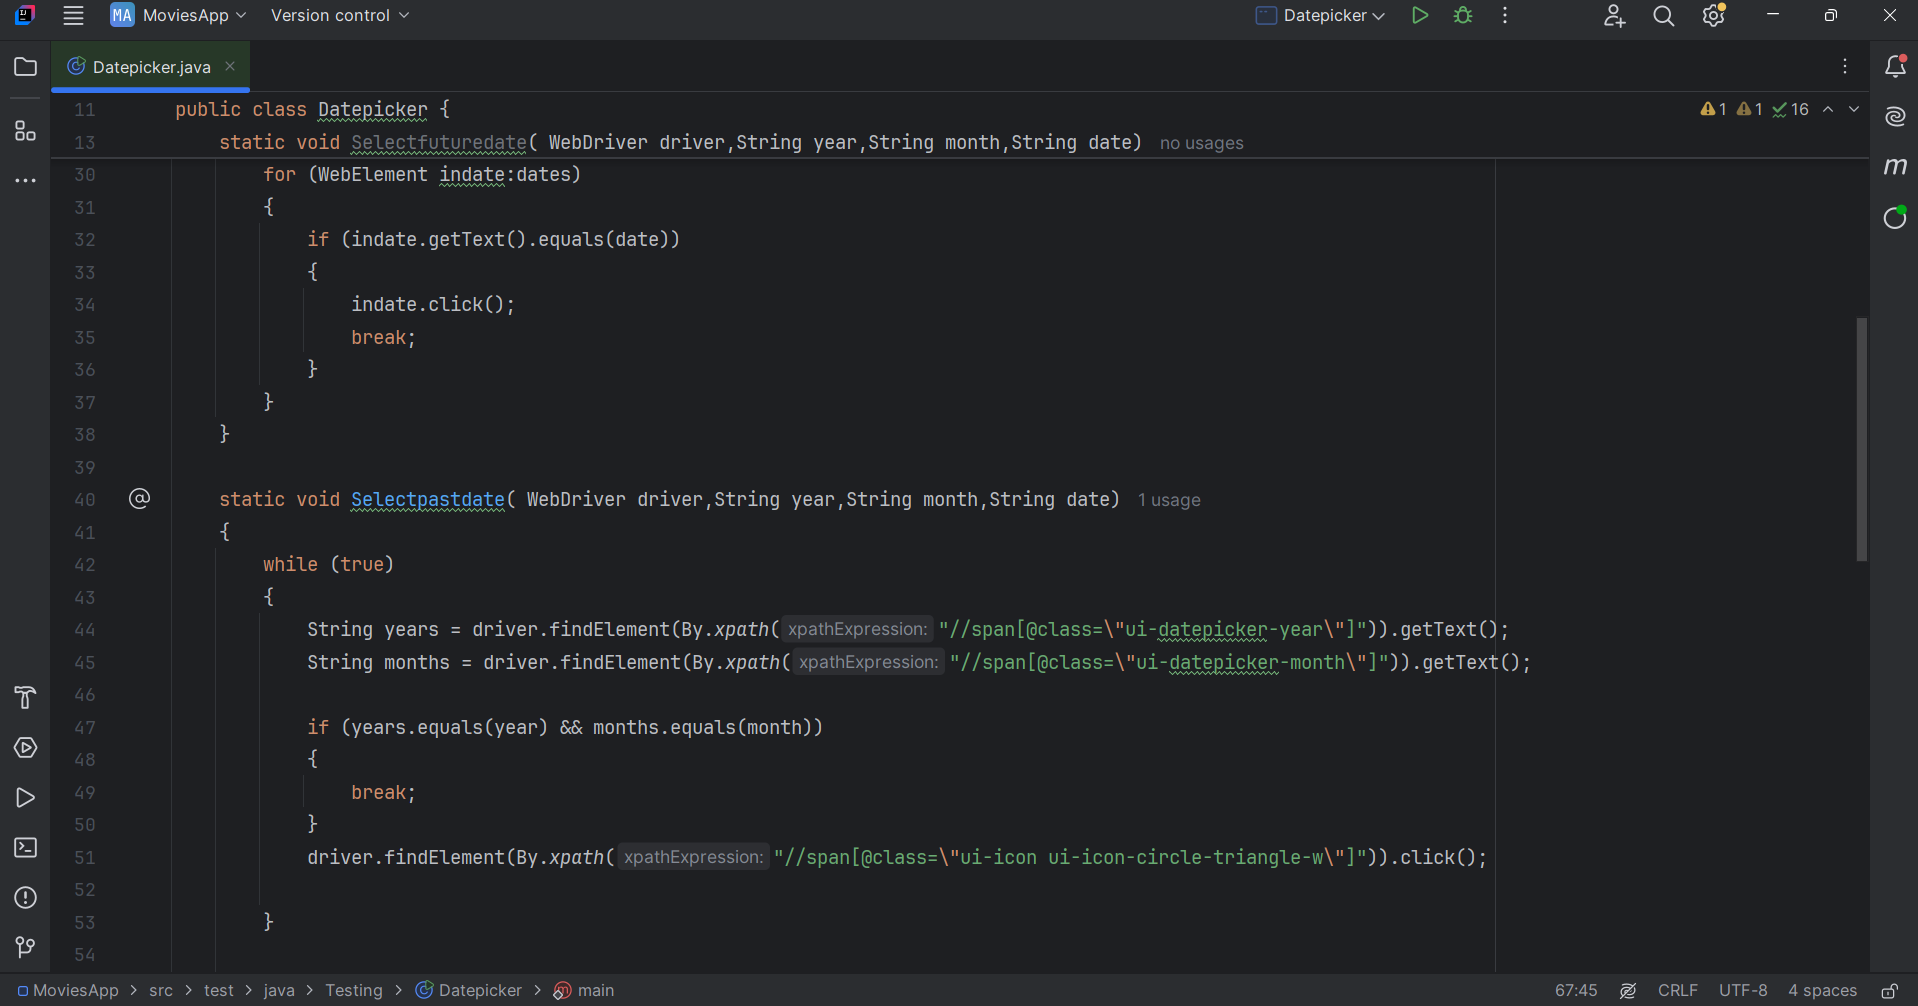 MA MoviesApp Version control Datepicker
Datepicker.java
11 public class Datepicker { 1 1 16
13 static void Selectfuturedate( WebDriver driver,String year,String month,String date) no usages
30 for (WebElement indate:dates)
31 {
32 if (indate.getText().equals(date))
33 {
34 indate.click();
35 break;
36 }
37 }
38 }
39
40 @ static void Selectpastdate( WebDriver driver,String year,String month,String date) 1 usage
41 {
42 while (true)
43 {
44 String years = driver.findElement(By.xpath( xpathExpression: "//span[@class=\"ui-datepicker-year\"]")).getText();
45 String months = driver.findElement(By.xpath( xpathExpression: "//span[@class=\"ui-datepicker-month\"]")).getText();
46
47 if (years.equals(year) && months.equals(month))
48 {
49 break;
50 }
51 driver.findElement(By.xpath( xpathExpression: "//span[@class=\"ui-icon ui-icon-circle-triangle-w\"]")).click();
52
53 }
54
MoviesApp > src > test > java > Testing > Datepicker > main 67:45 CRLF UTF-8 4 spaces